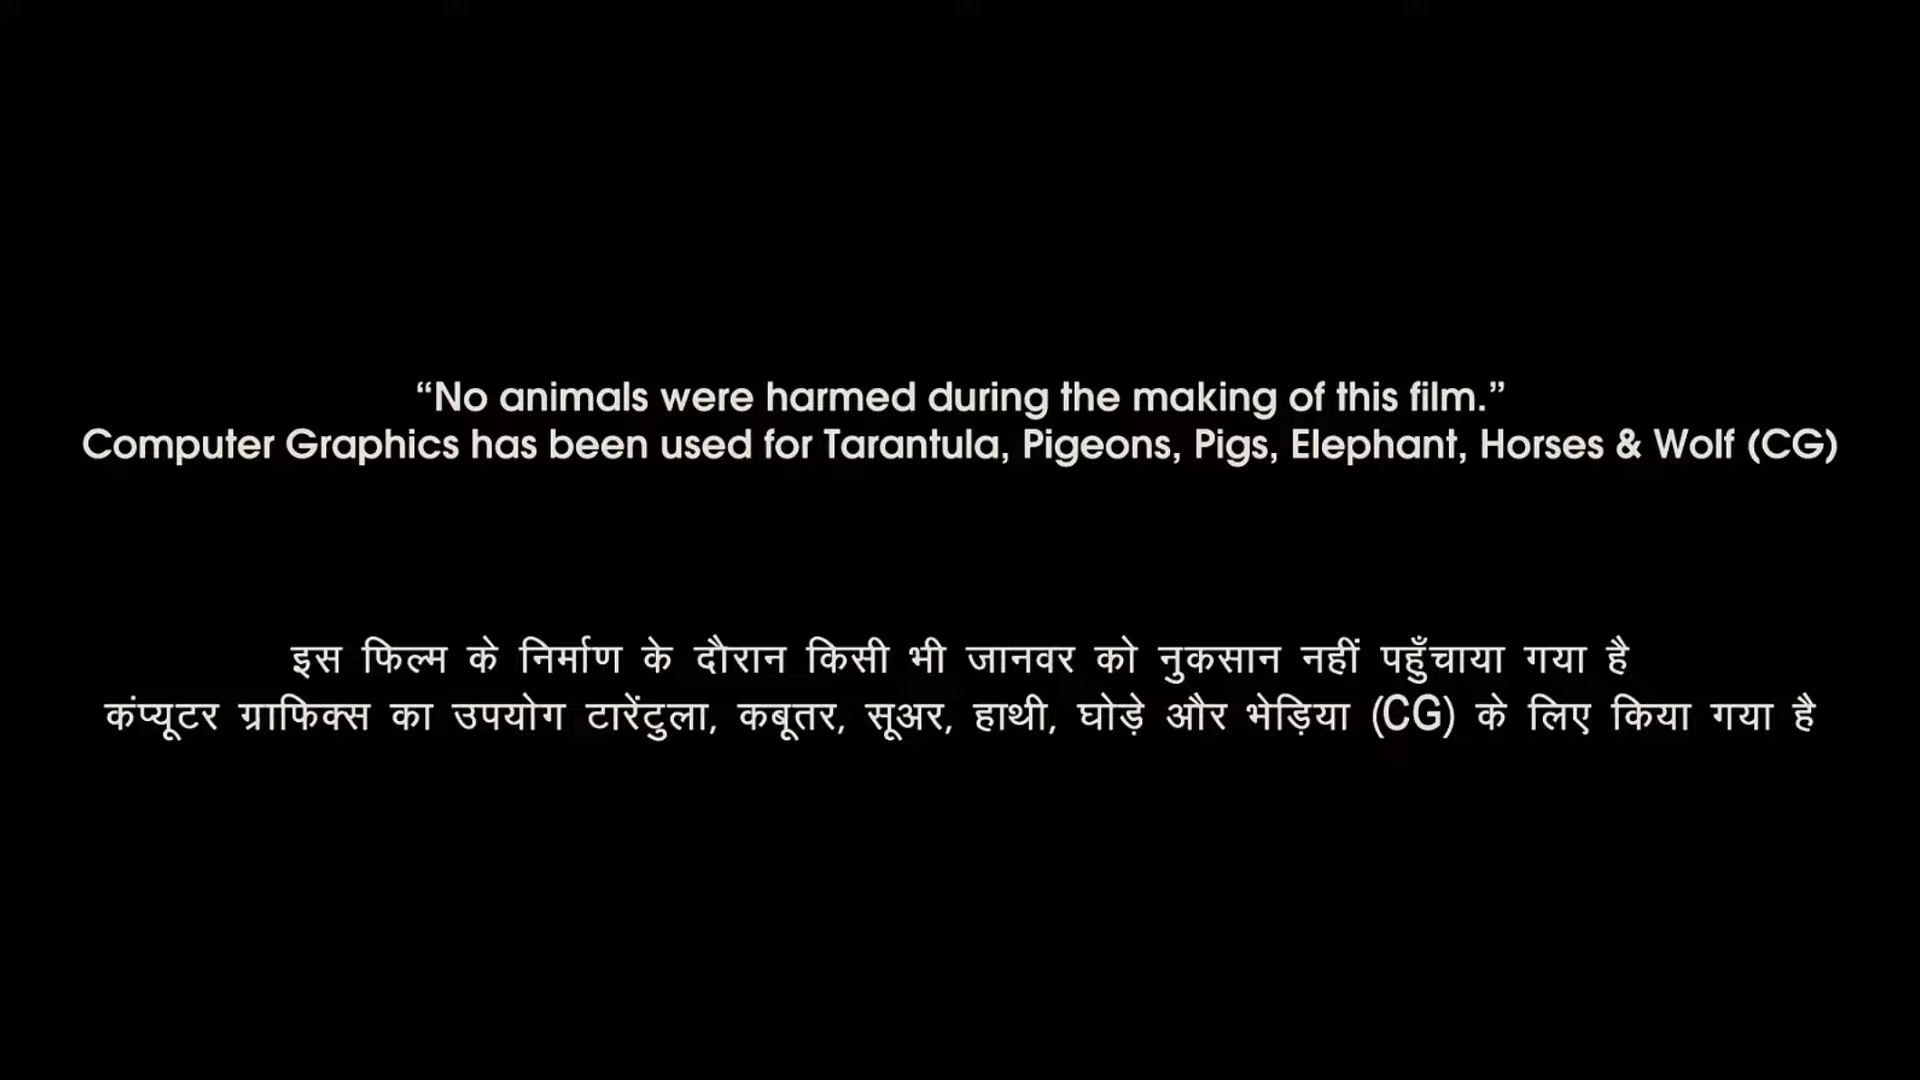 “No animals were harmed during the making of this film.”
Computer Graphics has been used for Tarantula, Pigeons, Pigs, Elephant, Horses & Wolf (CG)
इस फिल्म के निर्माण के दौरान किसी भी जानवर को नुकसान नहीं पहुँचाया गया है
कंप्यूटर ग्राफिक्स का उपयोग टारेंटुला, कबूतर, सूअर, हाथी, घोड़े और भेड़िया (CG) के लिए किया गया है